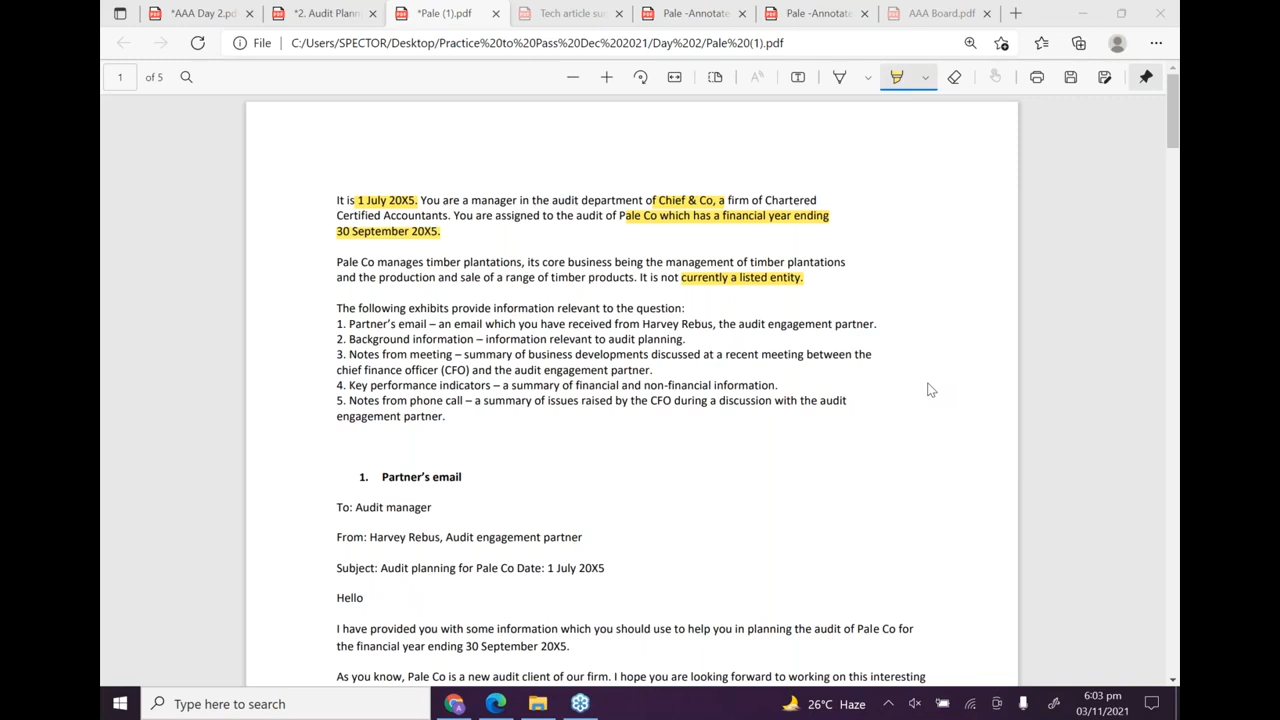 *AAA Day 2.pd
*2. Audit Plann
*Pale (1).pdf
Tech article sur
Pale -Annotate
Pale -Annotate
AAA Board.pdf
File
C:/Users/SPECTOR/Desktop/Practice%20to%20Pass%20Dec%202021/Day%202/Pale%20(1).pdf
1 of 5
It is 1 July 20X5. You are a manager in the audit department of Chief & Co, a firm of Chartered
Certified Accountants. You are assigned to the audit of Pale Co which has a financial year ending
30 September 20X5.
Pale Co manages timber plantations, its core business being the management of timber plantations
and the production and sale of a range of timber products. It is not currently a listed entity.
The following exhibits provide information relevant to the question:
1. Partner’s email – an email which you have received from Harvey Rebus, the audit engagement partner.
2. Background information – information relevant to audit planning.
3. Notes from meeting – summary of business developments discussed at a recent meeting between the
chief finance officer (CFO) and the audit engagement partner.
4. Key performance indicators – a summary of financial and non-financial information.
5. Notes from phone call – a summary of issues raised by the CFO during a discussion with the audit
engagement partner.
1. Partner’s email
To: Audit manager
From: Harvey Rebus, Audit engagement partner
Subject: Audit planning for Pale Co Date: 1 July 20X5
Hello
I have provided you with some information which you should use to help you in planning the audit of Pale Co for
the financial year ending 30 September 20X5.
As you know, Pale Co is a new audit client of our firm. I hope you are looking forward to working on this interesting
Type here to search
26°C Haze
6:03 pm
03/11/2021